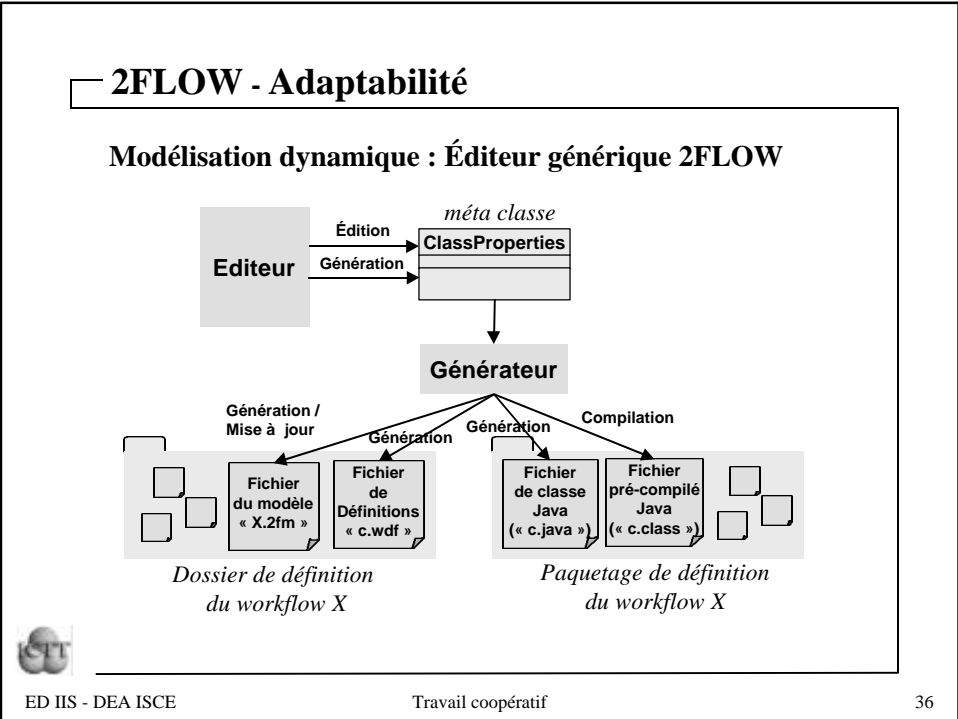 2FLOW - Adaptabilité
Modélisation dynamique : Éditeur générique 2FLOW
méta classe
Édition
ClassProperties
Editeur
Génération
Générateur
Génération /
Mise à jour
Génération
Génération
Compilation
Fichier
du modèle
« X.2fm »
Fichier
de
Définitions
« c.wdf »
Fichier
de classe
Java
(« c.java »)
Fichier
pré-compilé
Java
(« c.class »)
Dossier de définition
du workflow X
Paquetage de définition
du workflow X
ICTT
ED IIS - DEA ISCE
Travail coopératif
36